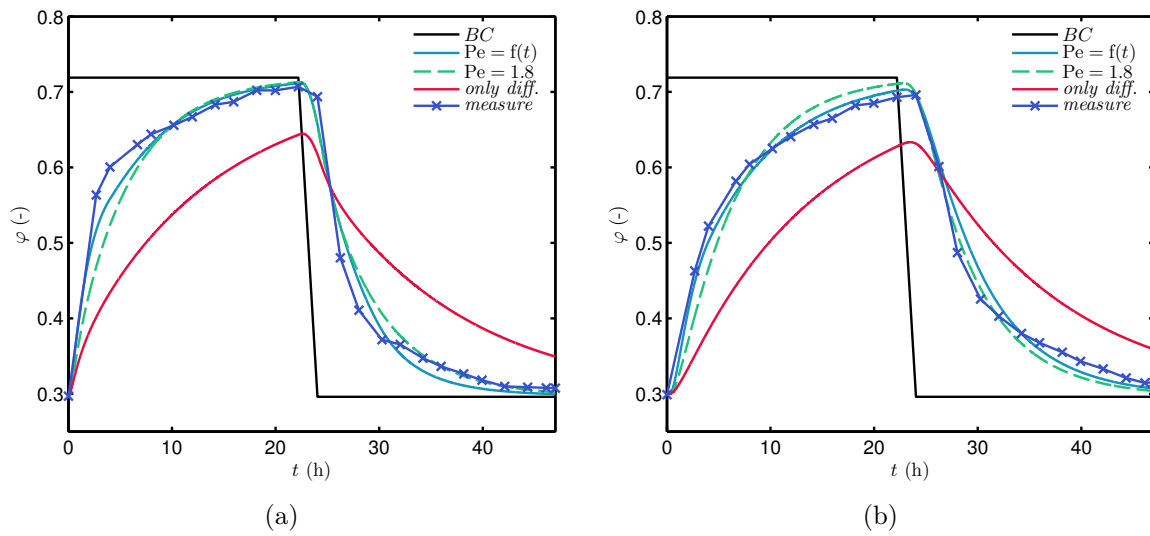 0.8
0.7
0.6
0.5
0.4
0.3
0
10
20
30
40
φ (-)
t (h)
BC
Pe = f(t)
Pe = 1.8
only diff.
measure
(a)
0.8
0.7
0.6
0.5
0.4
0.3
0
10
20
30
40
φ (-)
t (h)
BC
Pe = f(t)
Pe = 1.8
only diff.
measure
(b)